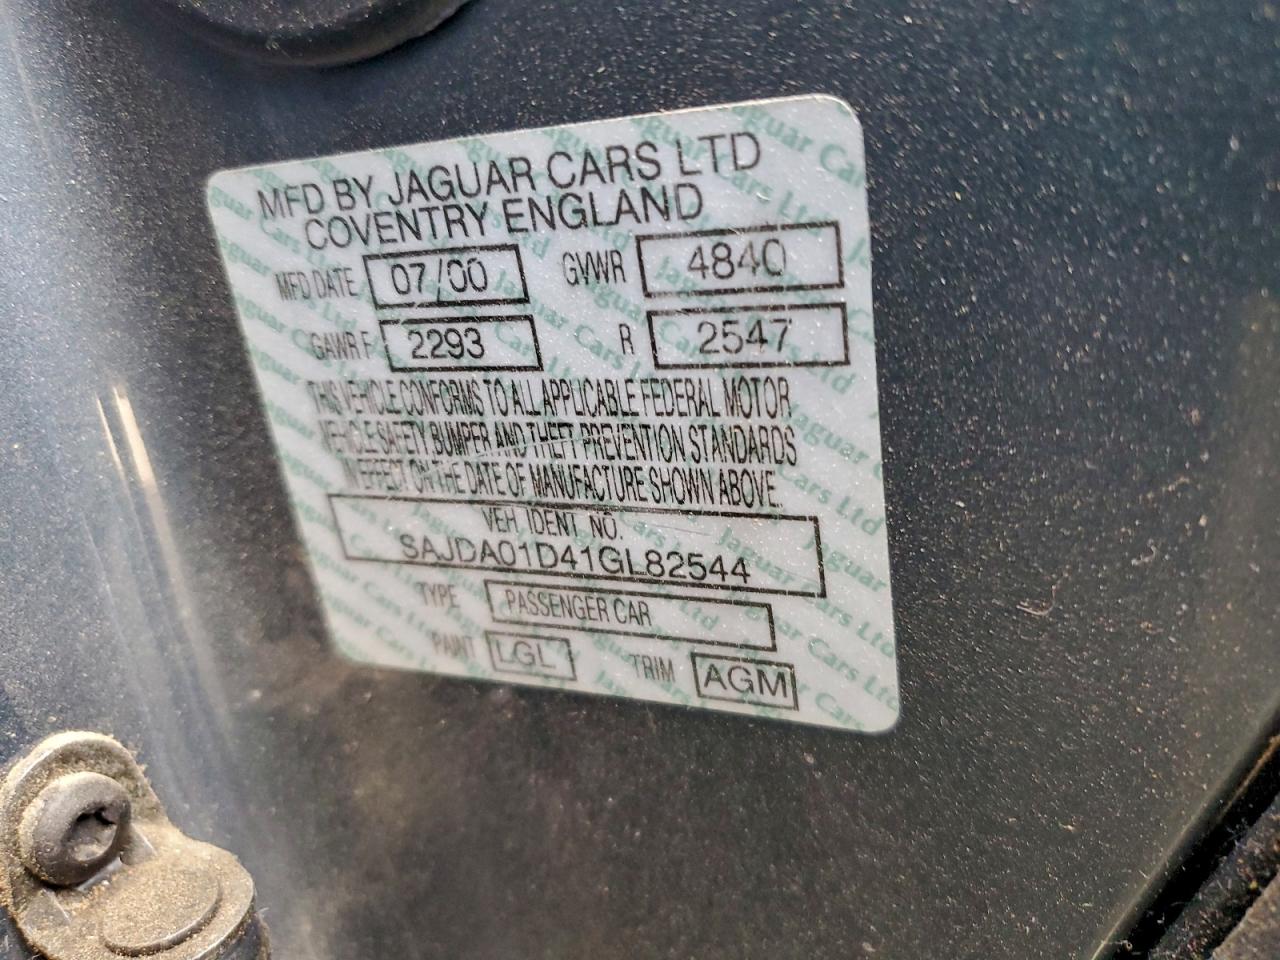 MFD BY JAGUAR CARS LTD
COVENTRY ENGLAND
MFD DATE 07/00 GVWR 4840
GAWR F 2293 R 2547
THIS VEHICLE CONFORMS TO ALL APPLICABLE FEDERAL MOTOR
VEHICLE SAFETY, BUMPER AND THEFT PREVENTION STANDARDS
IN EFFECT ON THE DATE OF MANUFACTURE SHOWN ABOVE.
VEH. IDENT. NO.
SAJDA01D41GL82544
TYPE PASSENGER CAR
PAINT LGL TRIM AGM